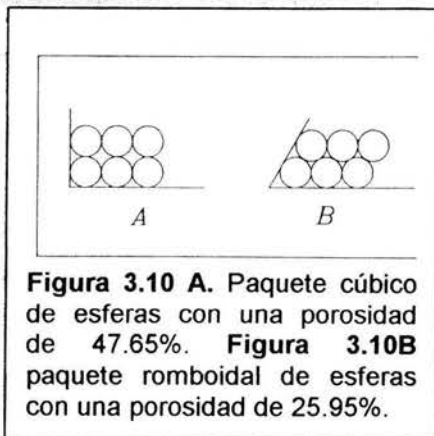 A B
Figura 3.10 A. Paquete cúbico
de esferas con una porosidad
de 47.65%. Figura 3.10B
paquete romboidal de esferas
con una porosidad de 25.95%.